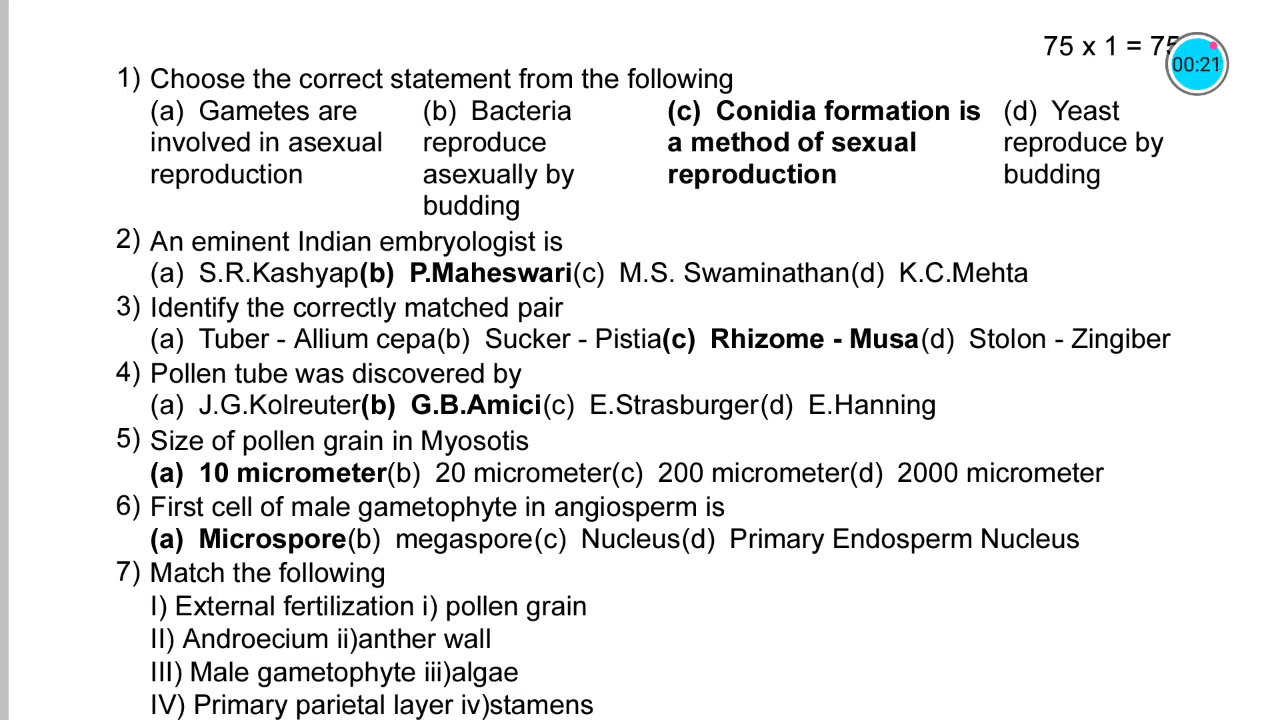 75 x 1 = 75
00:21
1) Choose the correct statement from the following
(a) Gametes are involved in asexual reproduction
(b) Bacteria reproduce asexually by budding
(c) Conidia formation is a method of sexual reproduction
(d) Yeast reproduce by budding
2) An eminent Indian embryologist is
(a) S.R.Kashyap(b) P.Maheswari(c) M.S. Swaminathan(d) K.C.Mehta
3) Identify the correctly matched pair
(a) Tuber - Allium cepa(b) Sucker - Pistia(c) Rhizome - Musa(d) Stolon - Zingiber
4) Pollen tube was discovered by
(a) J.G.Kolreuter(b) G.B.Amici(c) E.Strasburger(d) E.Hanning
5) Size of pollen grain in Myosotis
(a) 10 micrometer(b) 20 micrometer(c) 200 micrometer(d) 2000 micrometer
6) First cell of male gametophyte in angiosperm is
(a) Microspore(b) megaspore(c) Nucleus(d) Primary Endosperm Nucleus
7) Match the following
I) External fertilization i) pollen grain
II) Androecium ii)anther wall
III) Male gametophyte iii)algae
IV) Primary parietal layer iv)stamens